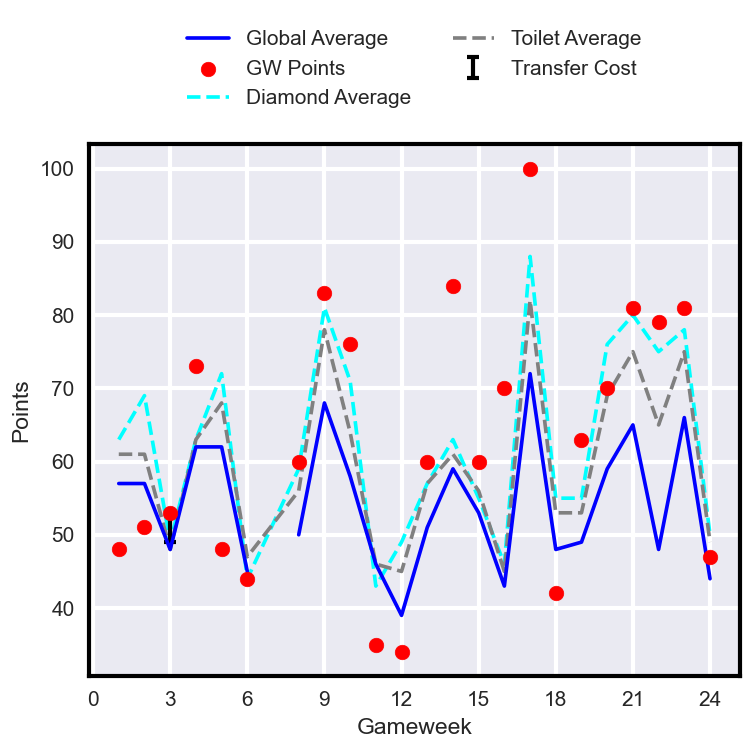 Global Average
GW Points
Diamond Average
Toilet Average
Transfer Cost
100
90
80
70
60
50
40
Points
0 3 6 9 12 15 18 21 24
Gameweek